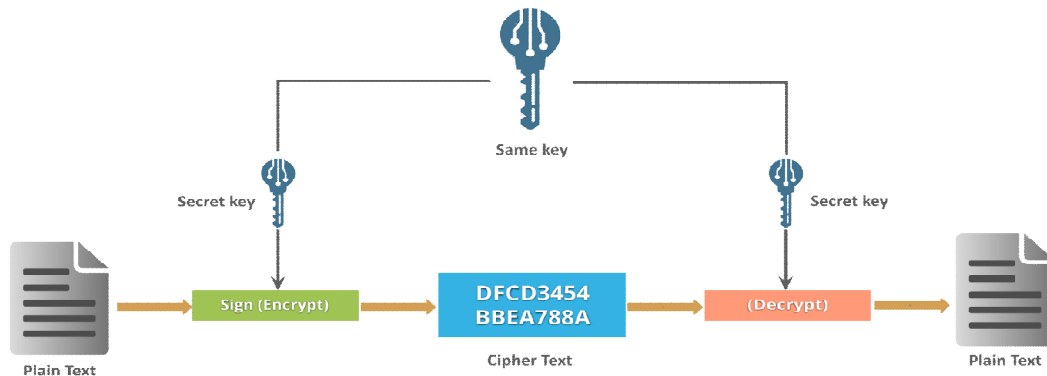 Same key
Secret key
Secret key
Sign (Encrypt)
DFCD3454
BBEA788A
(Decrypt)
Plain Text
Cipher Text
Plain Text